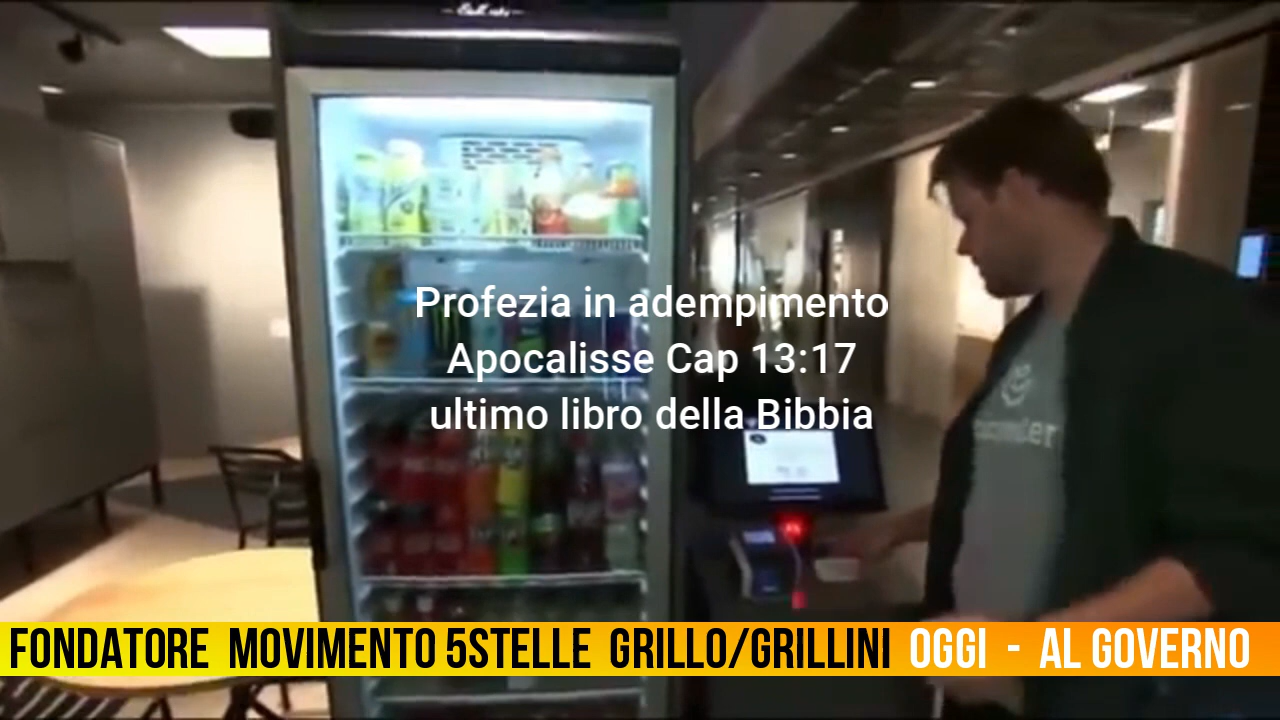 Profezia in adempimento
Apocalisse Cap 13:17
ultimo libro della Bibbia
FONDATORE MOVIMENTO 5STELLE GRILLO/GRILLINI OGGI - AL GOVERNO